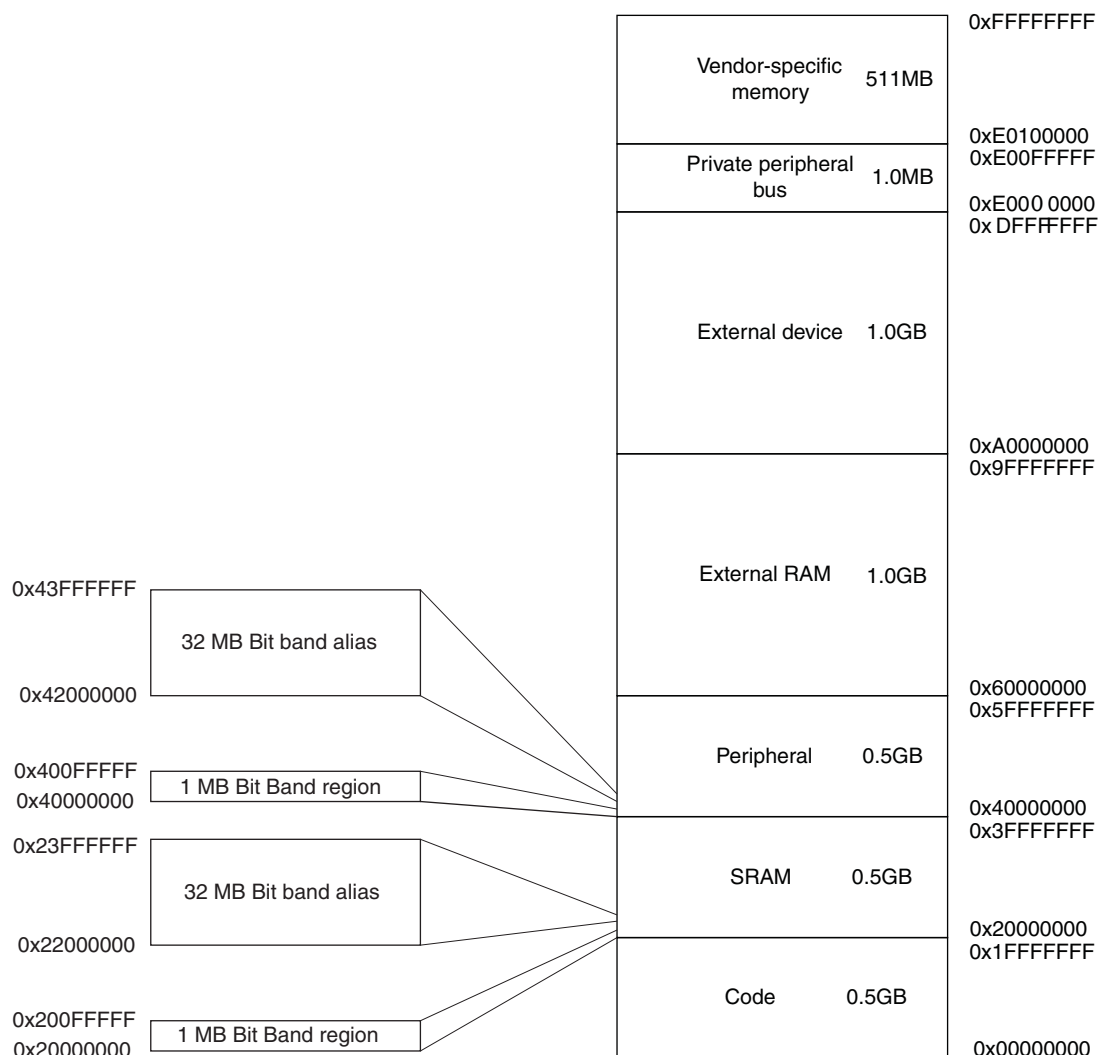 0xFFFFFFFF
Vendor-specific
memory
511MB
0xE0100000
0xE00FFFFF
Private peripheral
bus
1.0MB
0xE000 0000
0x DFFFFFFF
External device 1.0GB
0xA0000000
0x9FFFFFFF
External RAM 1.0GB
0x60000000
0x5FFFFFFF
Peripheral 0.5GB
0x40000000
0x3FFFFFFF
SRAM 0.5GB
0x20000000
0x1FFFFFFF
Code 0.5GB
0x00000000
0x43FFFFFF
32 MB Bit band alias
0x42000000
0x400FFFFF
1 MB Bit Band region
0x40000000
0x23FFFFFF
32 MB Bit band alias
0x22000000
0x200FFFFF
1 MB Bit Band region
0x20000000